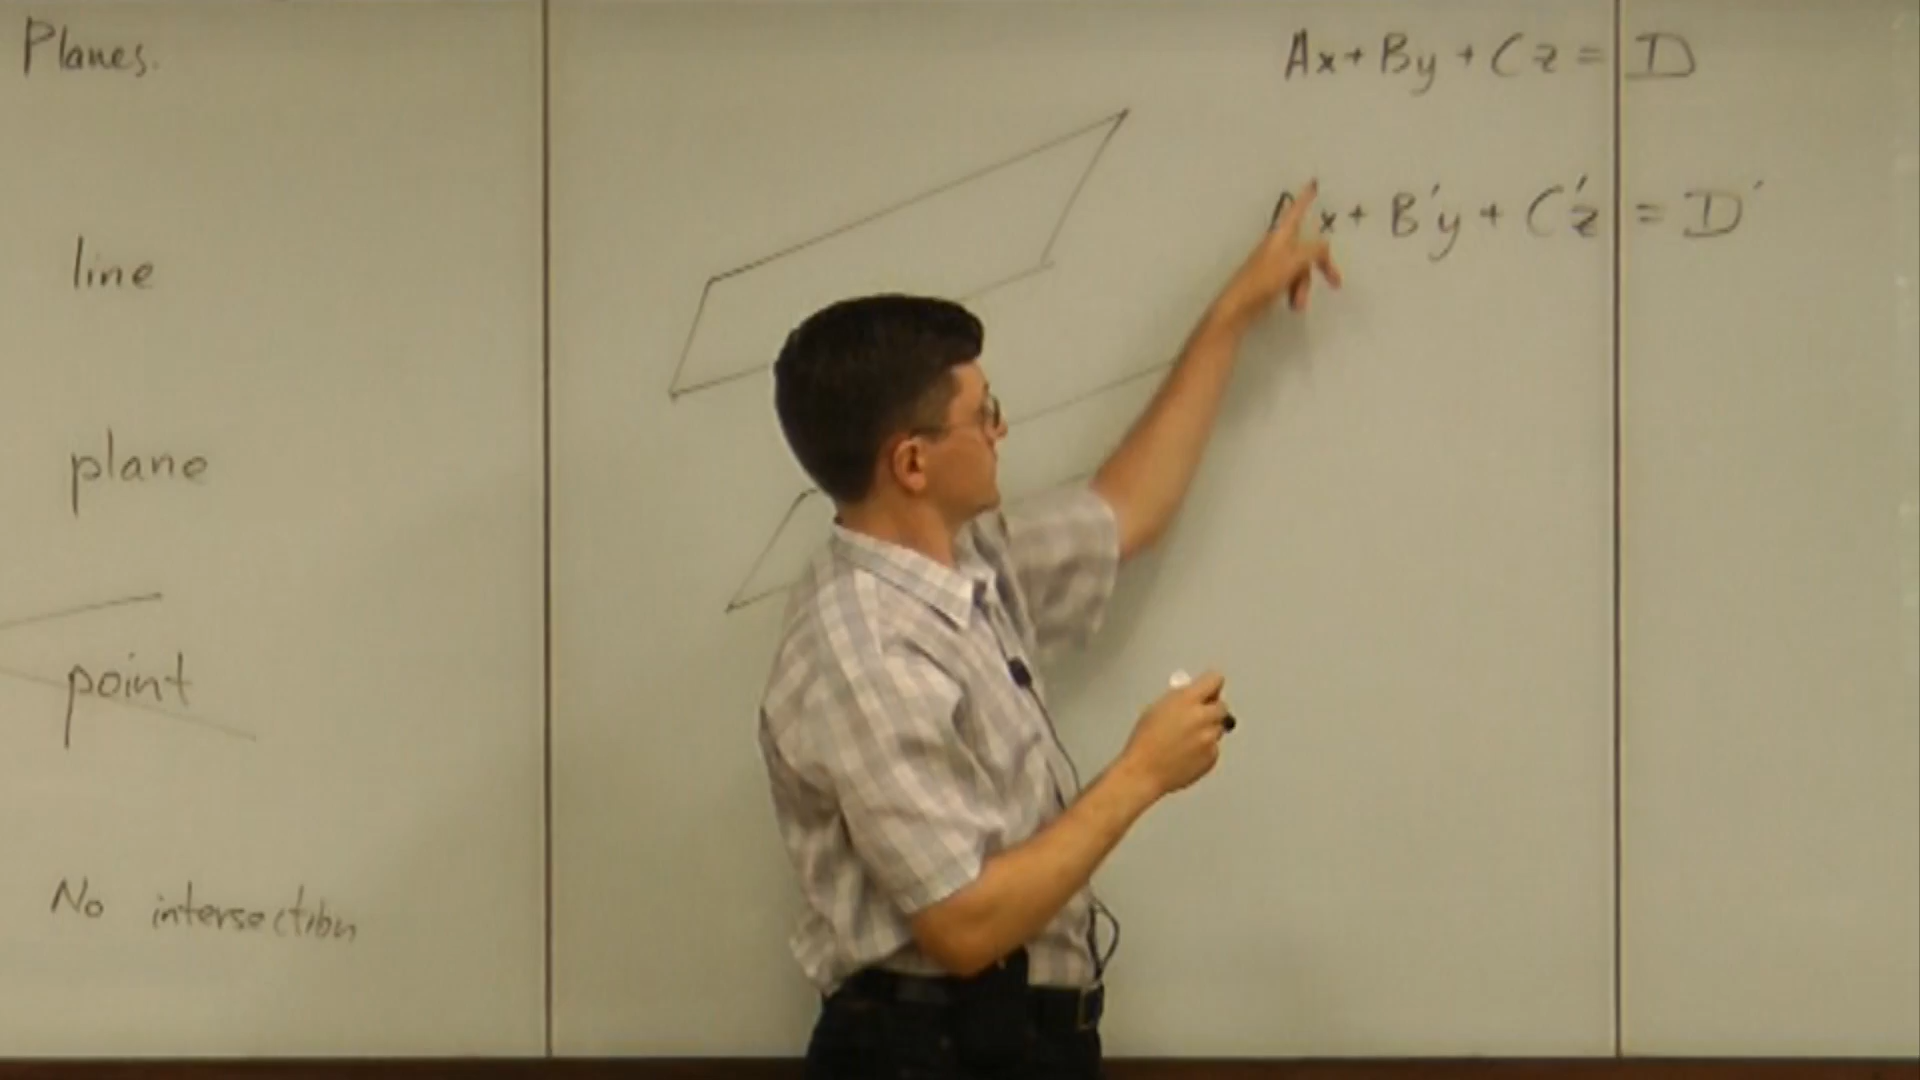 Planes.
line
plane
point
No intersection
Ax + By + Cz = D
A'x + B'y + C'z = D'